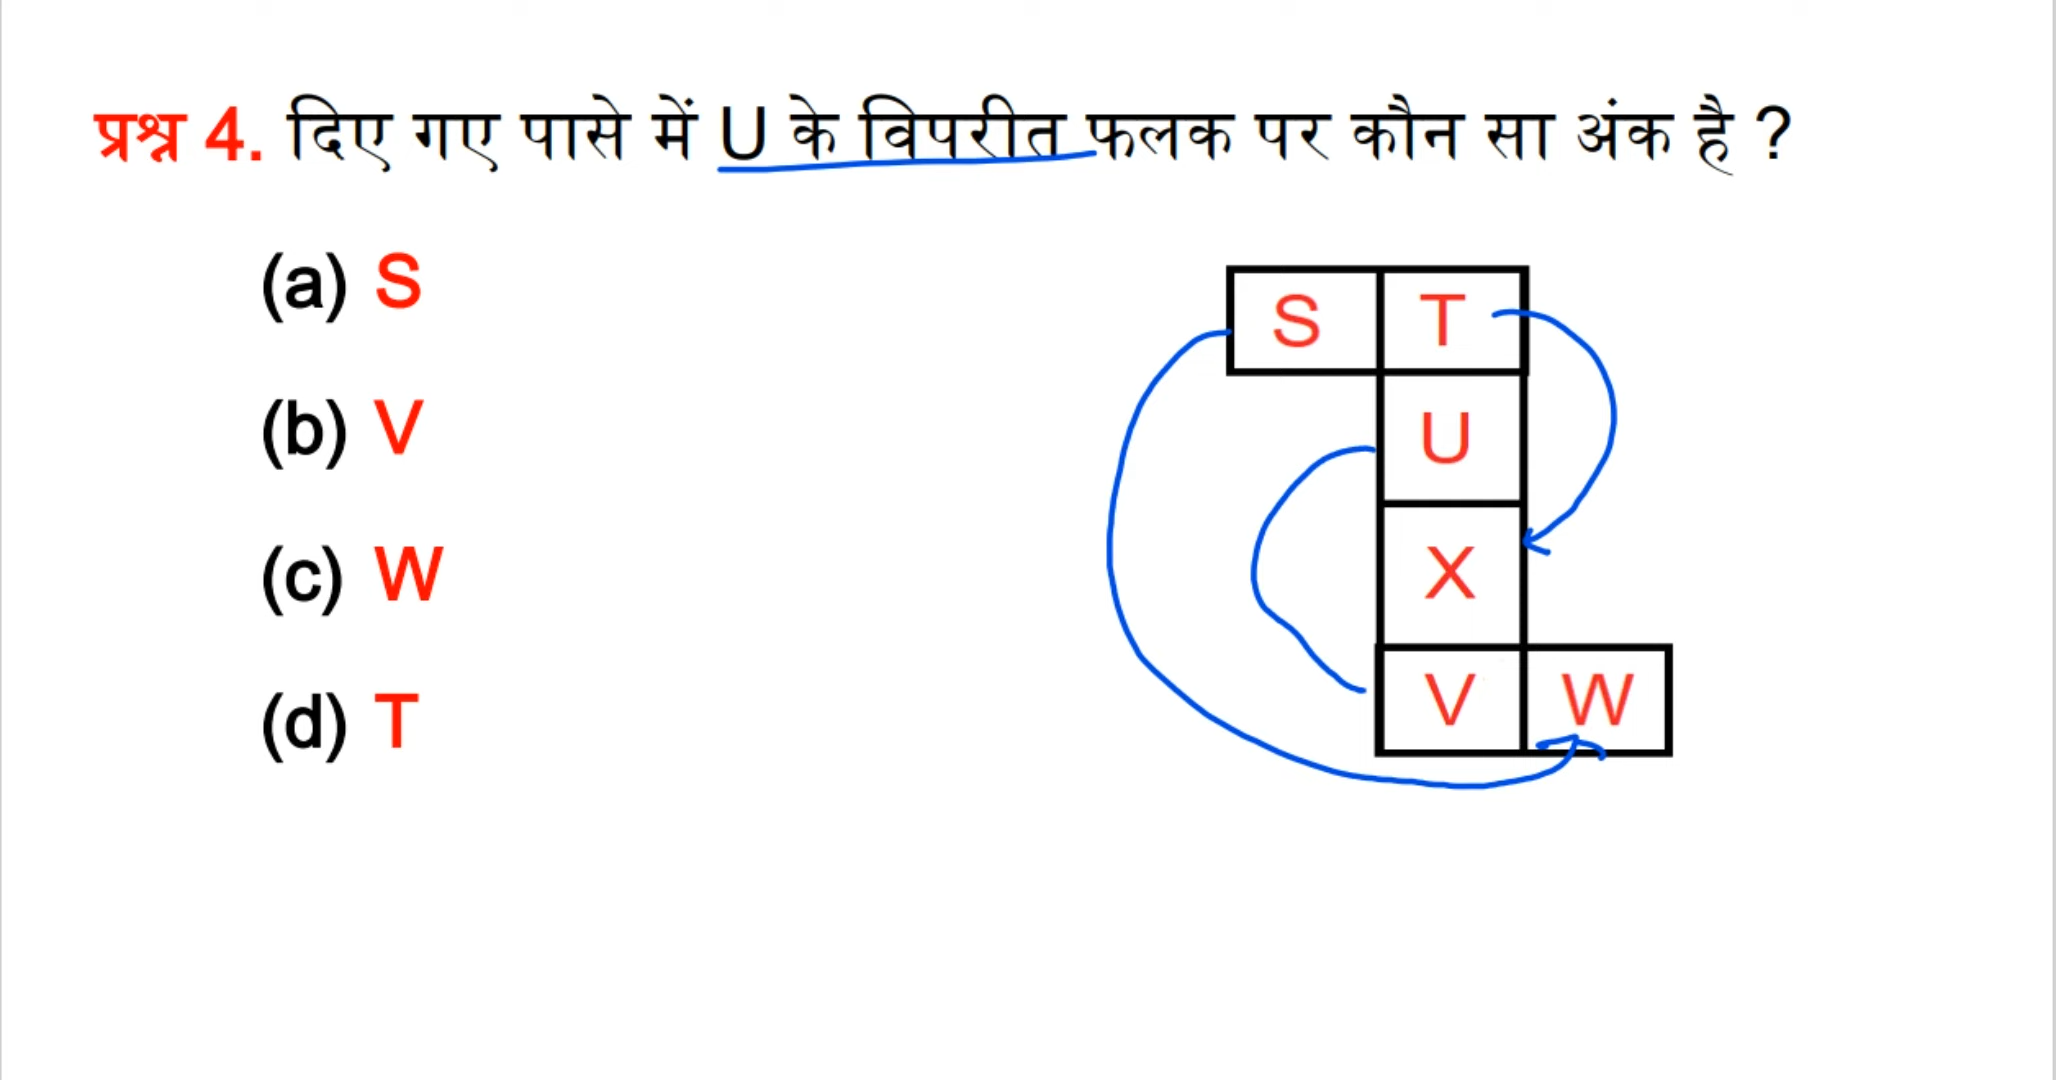 प्रश्न 4. दिए गए पासे में U के विपरीत फलक पर कौन सा अंक है ?
(a) S
(b) V
(c) W
(d) T
S T
U
X
V W